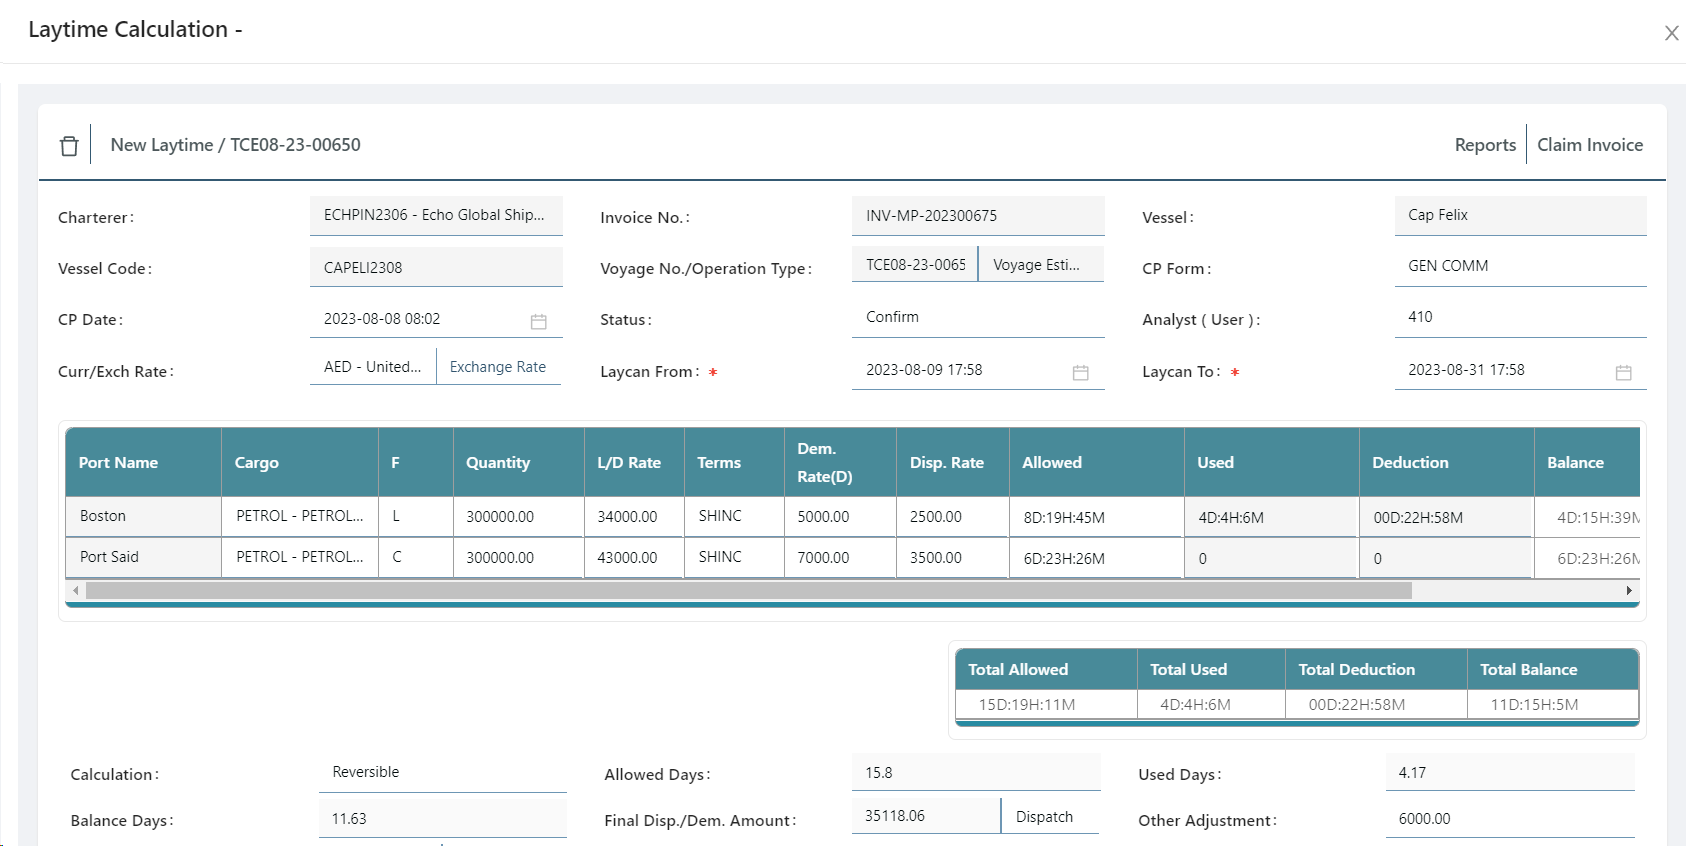 Laytime Calculation -
New Laytime / TCE08-23-00650 Reports Claim Invoice
Charterer: ECHPIN2306 - Echo Global Ship... Invoice No.: INV-MP-202300675 Vessel: Cap Felix
Vessel Code: CAPELI2308 Voyage No./Operation Type: TCE08-23-0065 Voyage Esti... CP Form: GEN COMM
CP Date: 2023-08-08 08:02 Status: Confirm Analyst ( User ): 410
Curr/Exch Rate: AED - United... Exchange Rate Laycan From: * 2023-08-09 17:58 Laycan To: * 2023-08-31 17:58
Port Name Cargo F Quantity L/D Rate Terms Dem. Rate(D) Disp. Rate Allowed Used Deduction Balance
Boston PETROL - PETROL... L 300000.00 34000.00 SHINC 5000.00 2500.00 8D:19H:45M 4D:4H:6M 00D:22H:58M 4D:15H:39M
Port Said PETROL - PETROL... C 300000.00 43000.00 SHINC 7000.00 3500.00 6D:23H:26M 0 0 6D:23H:26M
Total Allowed Total Used Total Deduction Total Balance
15D:19H:11M 4D:4H:6M 00D:22H:58M 11D:15H:5M
Calculation: Reversible Allowed Days: 15.8 Used Days: 4.17
Balance Days: 11.63 Final Disp./Dem. Amount: 35118.06 Dispatch Other Adjustment: 6000.00